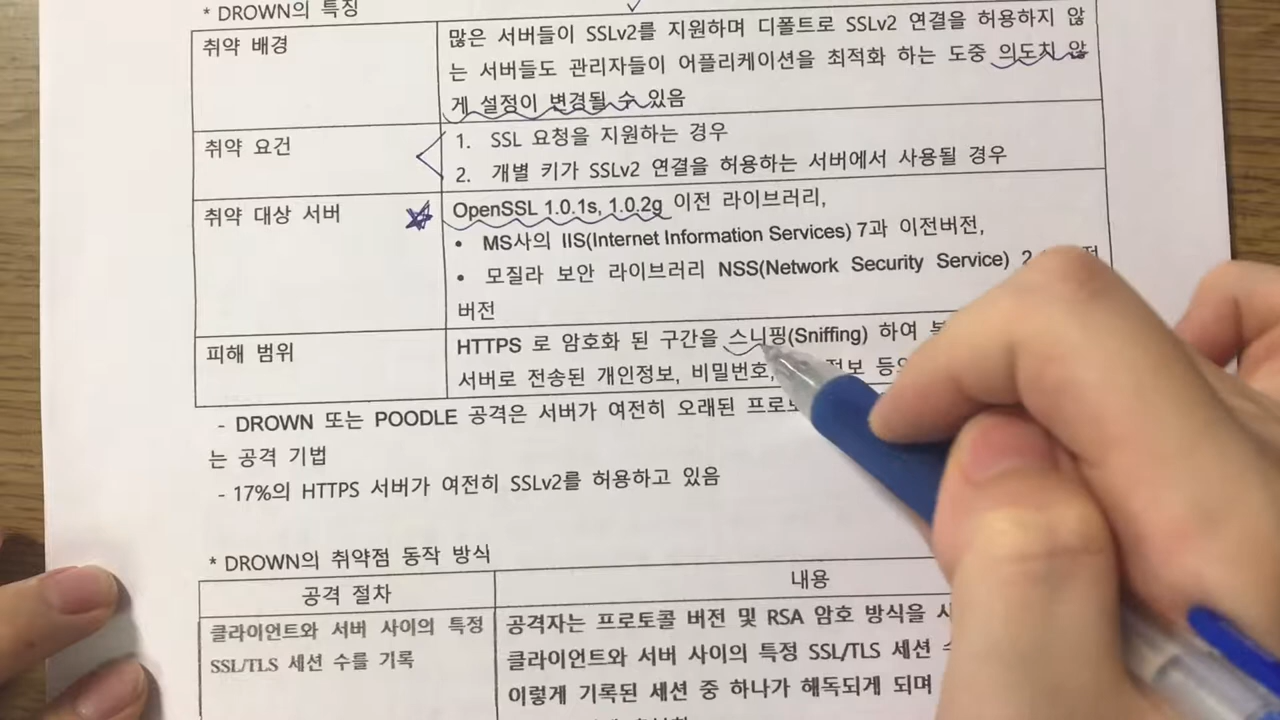 * DROWN의 특징
취약 배경
많은 서버들이 SSLv2를 지원하며 디폴트로 SSLv2 연결을 허용하지 않
는 서버들도 관리자들이 어플리케이션을 최적화 하는 도중 의도치 않
게 설정이 변경될 수 있음
취약 요건
1. SSL 요청을 지원하는 경우
2. 개별 키가 SSLv2 연결을 허용하는 서버에서 사용될 경우
취약 대상 서버
OpenSSL 1.0.1s, 1.0.2g 이전 라이브러리,
• MS사의 IIS(Internet Information Services) 7과 이전버전,
• 모질라 보안 라이브러리 NSS(Network Security Service)
버전
피해 범위
HTTPS 로 암호화 된 구간을 스니핑(Sniffing) 하여
서버로 전송된 개인정보, 비밀번호,
- DROWN 또는 POODLE 공격은 서버가 여전히 오래된
는 공격 기법
- 17%의 HTTPS 서버가 여전히 SSLv2를 허용하고 있음
* DROWN의 취약점 동작 방식
공격 절차
내용
클라이언트와 서버 사이의 특정
SSL/TLS 세션 수를 기록
공격자는 프로토콜 버전 및 RSA 암호 방식을
클라이언트와 서버 사이의 특정 SSL/TLS 세션
이렇게 기록된 세션 중 하나가 해독되게 되며